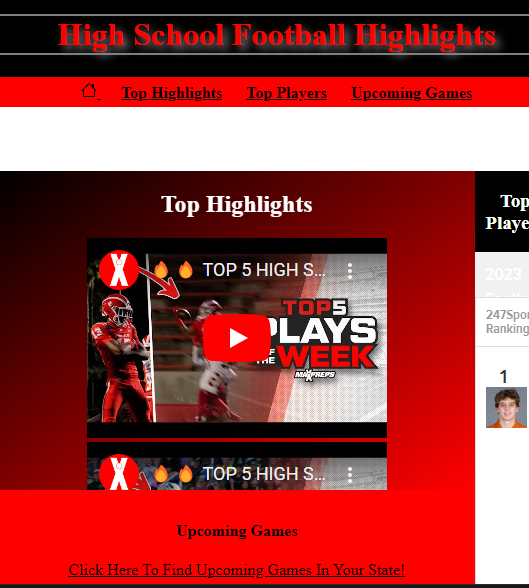 High School Football Highlights
Top Highlights Top Players Upcoming Games
Top Highlights
TOP 5 HIGH S...
TOP5
PLAYS
OF THE WEEK
MAXPREPS
TOP 5 HIGH S...
Upcoming Games
Click Here To Find Upcoming Games In Your State!
Top
Playe
2023
247Spor
Ranking
1